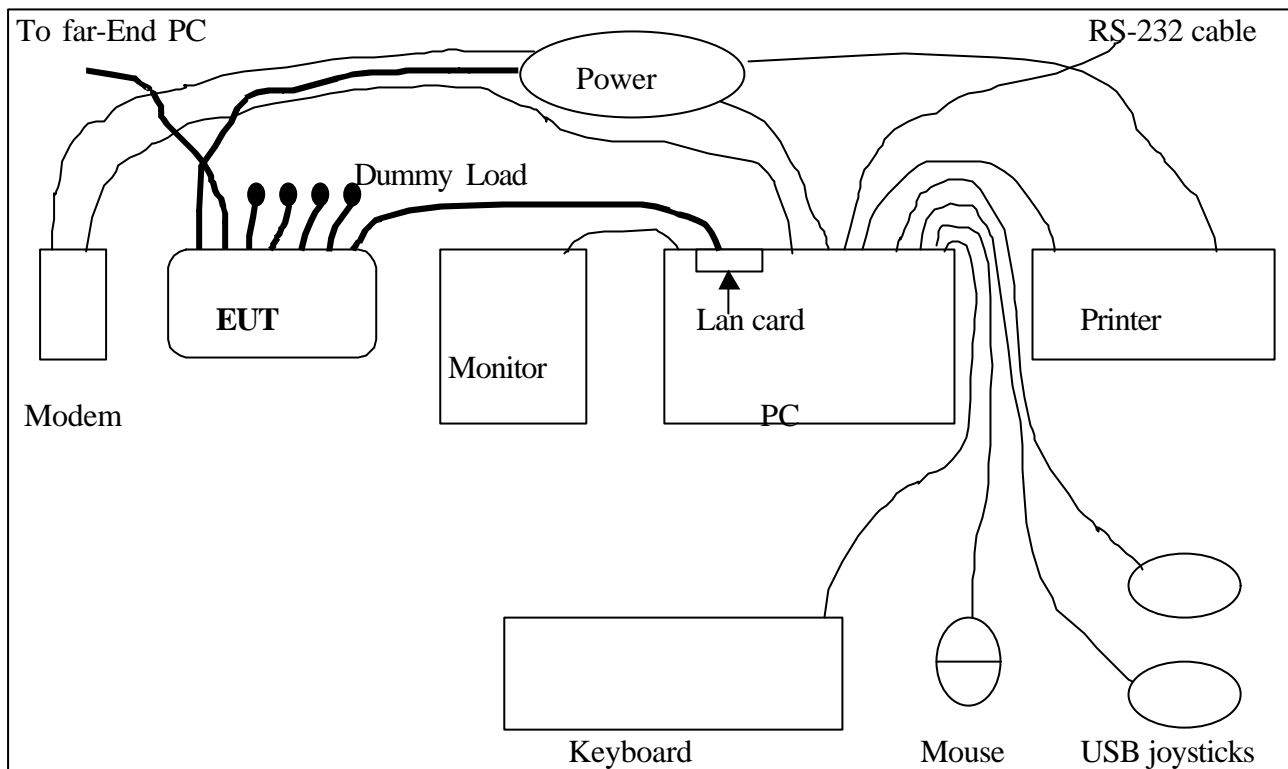 To far-End PC
RS-232 cable
Power
Dummy Load
EUT
Lan card
Printer
Monitor
Modem
PC
Keyboard
Mouse
USB joysticks